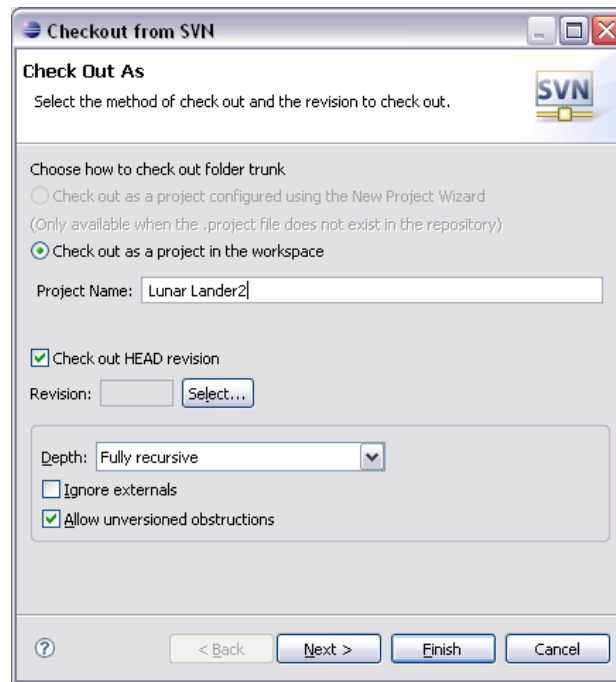 Checkout from SVN
Check Out As
Select the method of check out and the revision to check out.
SVN
Choose how to check out folder trunk
Check out as a project configured using the New Project Wizard
(Only available when the .project file does not exist in the repository)
Check out as a project in the workspace
Project Name: Lunar Lander2
Check out HEAD revision
Revision: Select...
Depth: Fully recursive
Ignore externals
Allow unversioned obstructions
? < Back Next > Finish Cancel